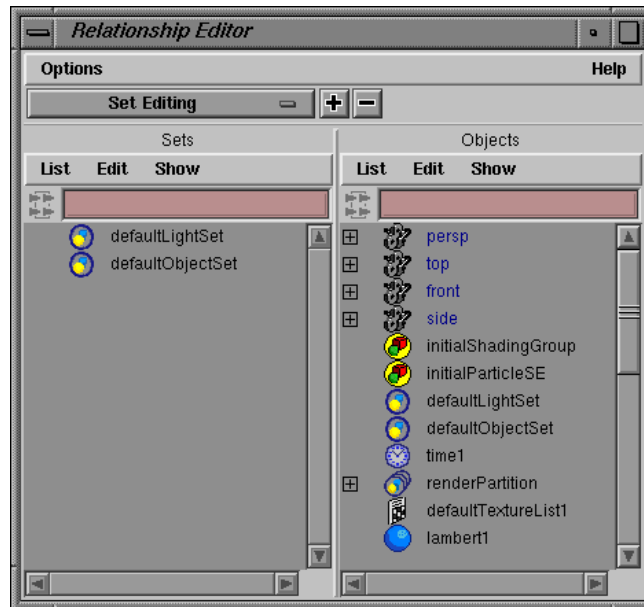 Relationship Editor
Options Help
Set Editing
Sets
List Edit Show
defaultLightSet
defaultObjectSet
Objects
List Edit Show
persp
top
front
side
initialShadingGroup
initialParticleSE
defaultLightSet
defaultObjectSet
time1
renderPartition
defaultTextureList1
lambert1